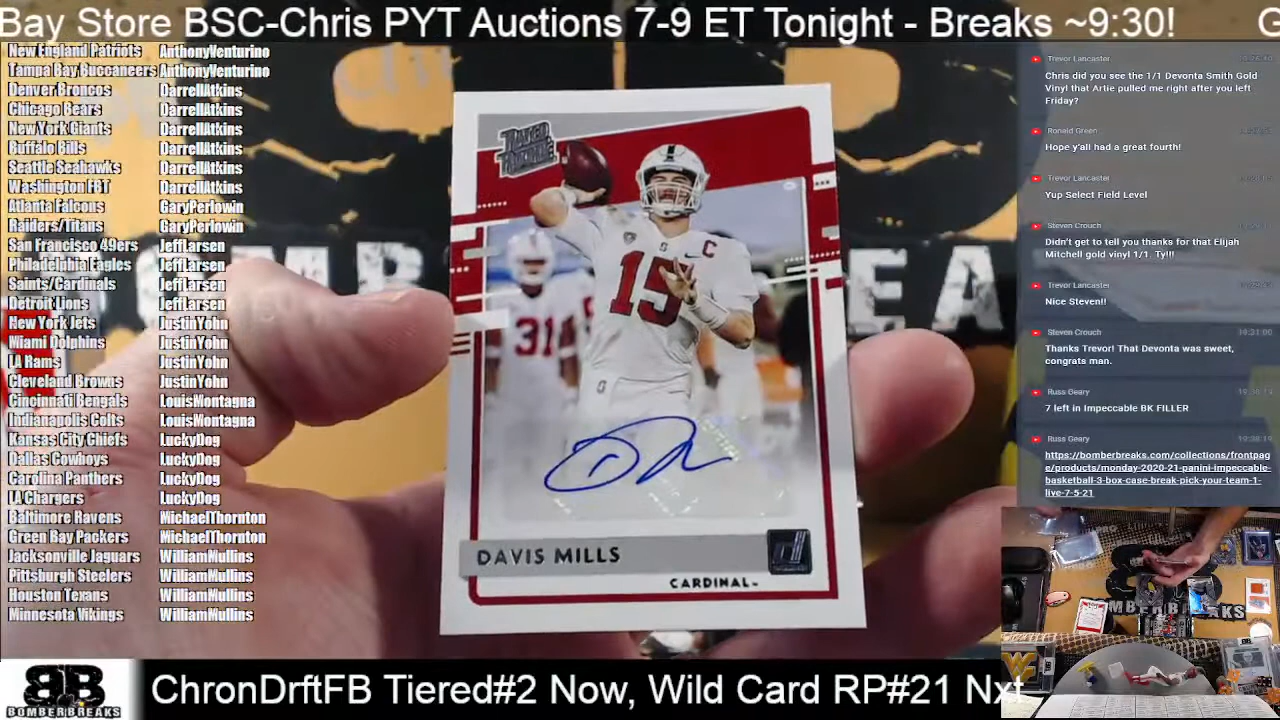 Bay Store BSC-Chris PYT Auctions 7-9 ET Tonight - Breaks ~9:30! G
New England Patriots AnthonyVenturino
Tampa Bay Buccaneers AnthonyVenturino
Denver Broncos DarrellAtkins
Chicago Bears DarrellAtkins
New York Giants DarrellAtkins
Buffalo Bills DarrellAtkins
Seattle Seahawks DarrellAtkins
Washington FBT DarrellAtkins
Atlanta Falcons GaryPerlowin
Raiders/Titans GaryPerlowin
San Francisco 49ers JeffLarsen
Philadelphia Eagles JeffLarsen
Saints/Cardinals JeffLarsen
Detroit Lions JeffLarsen
New York Jets JustinYohn
Miami Dolphins JustinYohn
LA Rams JustinYohn
Cleveland Browns JustinYohn
Cincinnati Bengals LouisMontagna
Indianapolis Colts LouisMontagna
Kansas City Chiefs LuckyDog
Dallas Cowboys LuckyDog
Carolina Panthers LuckyDog
LA Chargers LuckyDog
Baltimore Ravens MichaelThornton
Green Bay Packers MichaelThornton
Jacksonville Jaguars WilliamMullins
Pittsburgh Steelers WilliamMullins
Houston Texans WilliamMullins
Minnesota Vikings WilliamMullins
RATED ROOKIE
C
S
15
31
DAVIS MILLS
d
CARDINAL
Trevor Lancaster
Chris did you see the 1/1 Devonta Smith Gold
Vinyl that Artie pulled me right after you left
Friday?
Ronald Green
Hope y'all had a great fourth!
Trevor Lancaster
Yup Select Field Level
Steven Crouch
Didn't get to tell you thanks for that Elijah
Mitchell gold vinyl 1/1. Ty!!!
Trevor Lancaster
Nice Steven!!
Steven Crouch 19:31:00
Thanks Trevor! That Devonta was sweet,
congrats man.
Russ Geary
7 left in Impeccable BK FILLER
Russ Geary 19:38:19
https://bomberbreaks.com/collections/frontpag
e/products/monday-2020-21-panini-impeccable-
basketball-3-box-case-break-pick-your-team-1-
live-7-5-21
OMBERBREAKS
BB
BOMBERBREAKS
ChronDrftFB Tiered#2 Now, Wild Card RP#21 Nxt